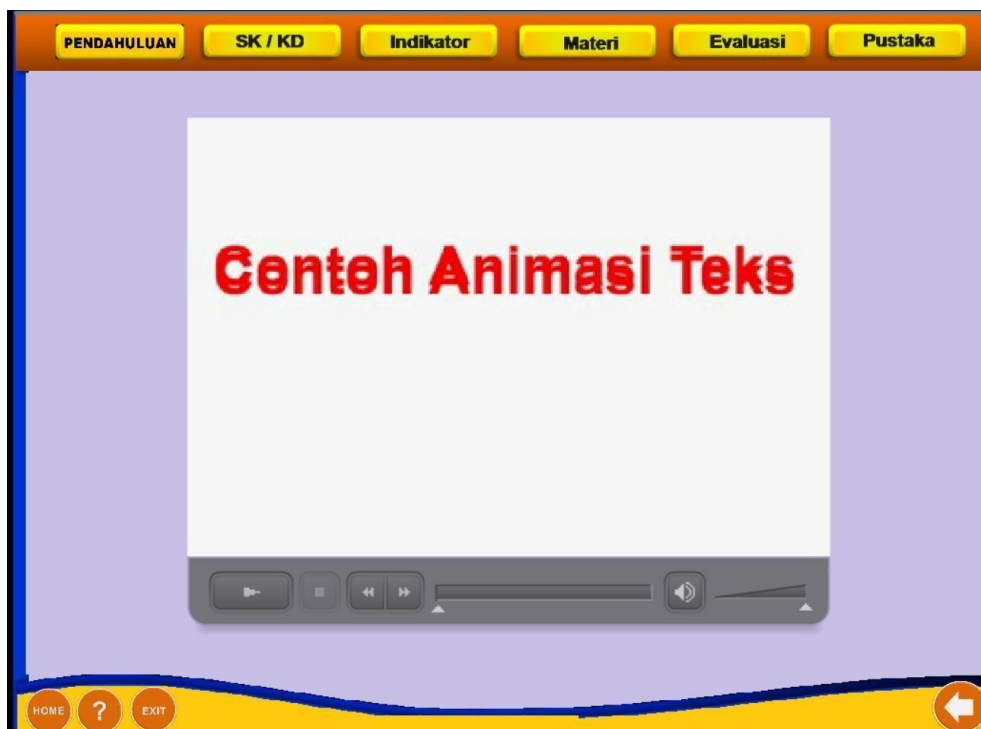 PENDAHULUAN SK / KD Indikator Materi Evaluasi Pustaka
Contoh Animasi Teks
HOME ? EXIT